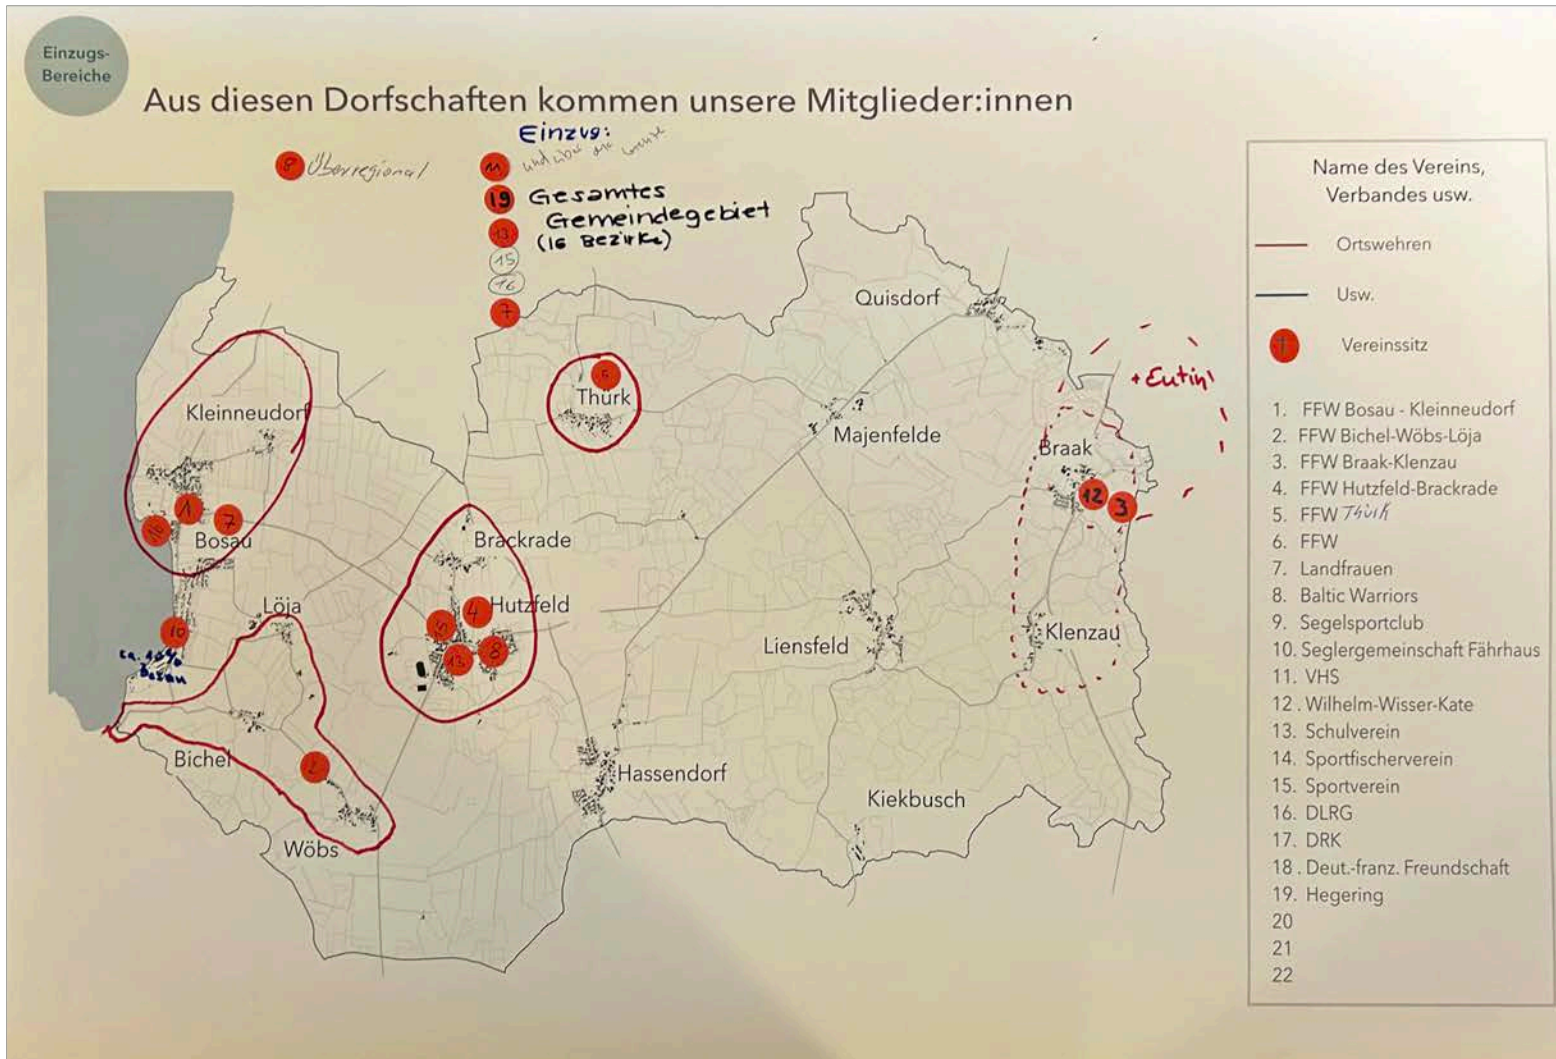 Einzugs-
Bereiche
Aus diesen Dorfschaften kommen unsere Mitglieder:innen
8 Überregional
Einzug:
und über die
11
19 Gesamtes
Gemeindegebiet
13
(16 Bezirke)
15
16
7
Quisdorf
+ Eutin
Thürk
5
Kleinneudorf
Majenfelde
Braak
12
3
16
1
7
Bosau
Brackrade
Löja
4
Hutzfeld
13
8
10
ca. 10%
Bosau
Liensfeld
Klenzau
Bichel
2
Hassendorf
Kiekbusch
Wöbs
Name des Vereins,
Verbandes usw.
Ortswehren
Usw.
Vereinssitz
1. FFW Bosau - Kleinneudorf
2. FFW Bichel-Wöbs-Löja
3. FFW Braak-Klenzau
4. FFW Hutzfeld-Brackrade
5. FFW Thürk
6. FFW
7. Landfrauen
8. Baltic Warriors
9. Segelsportclub
10. Seglergemeinschaft Fährhaus
11. VHS
12 . Wilhelm-Wisser-Kate
13. Schulverein
14. Sportfischerverein
15. Sportverein
16. DLRG
17. DRK
18 . Deut.-franz. Freundschaft
19. Hegering
20
21
22